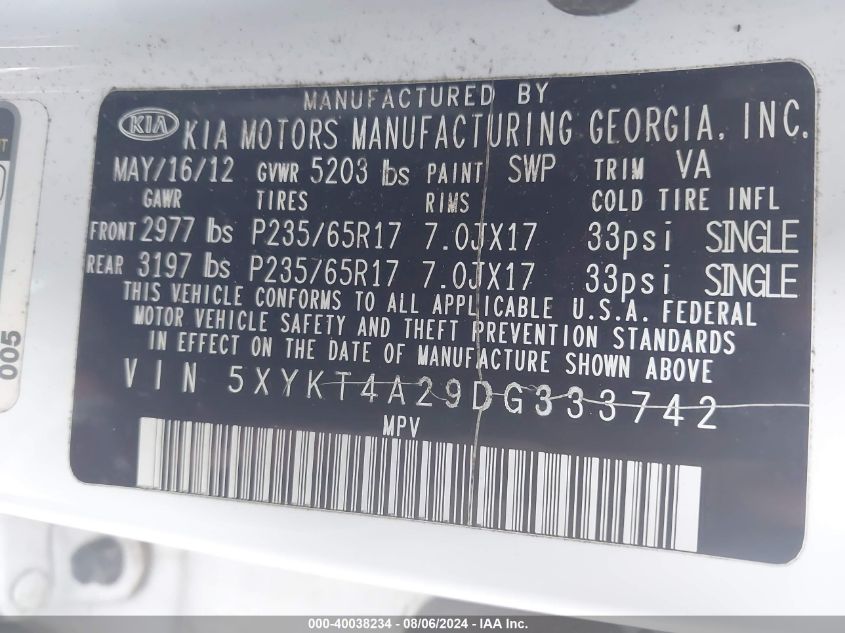 MANUFACTURED BY
KIA KIA MOTORS MANUFACTURING GEORGIA, INC.
MAY/16/12 GVWR 5203 lbs PAINT SWP TRIM VA
GAWR TIRES RIMS COLD TIRE INFL
FRONT 2977 lbs P235/65R17 7.0JX17 33psi SINGLE
REAR 3197 lbs P235/65R17 7.0JX17 33psi SINGLE
THIS VEHICLE CONFORMS TO ALL APPLICABLE U.S.A. FEDERAL
MOTOR VEHICLE SAFETY AND THEFT PREVENTION STANDARDS
IN EFFECT ON THE DATE OF MANUFACTURE SHOWN ABOVE
VIN 5XYKT4A29DG333742
MPV
005
000-40038234 - 08/06/2024 - IAA Inc.